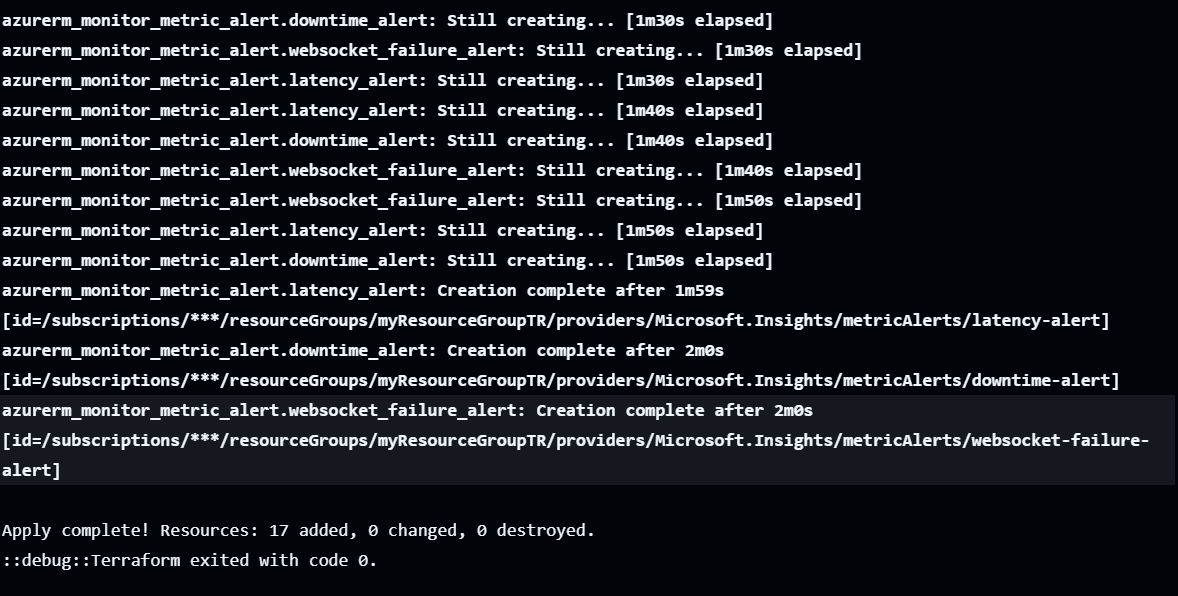 azurerm_monitor_metric_alert.downtime_alert: Still creating... [1m30s elapsed]
azurerm_monitor_metric_alert.websocket_failure_alert: Still creating... [1m30s elapsed]
azurerm_monitor_metric_alert.latency_alert: Still creating... [1m30s elapsed]
azurerm_monitor_metric_alert.latency_alert: Still creating... [1m40s elapsed]
azurerm_monitor_metric_alert.downtime_alert: Still creating... [1m40s elapsed]
azurerm_monitor_metric_alert.websocket_failure_alert: Still creating... [1m40s elapsed]
azurerm_monitor_metric_alert.websocket_failure_alert: Still creating... [1m50s elapsed]
azurerm_monitor_metric_alert.latency_alert: Still creating... [1m50s elapsed]
azurerm_monitor_metric_alert.downtime_alert: Still creating... [1m50s elapsed]
azurerm_monitor_metric_alert.latency_alert: Creation complete after 1m59s
[id=/subscriptions/***/resourceGroups/myResourceGroupTR/providers/Microsoft.Insights/metricAlerts/latency-alert]
azurerm_monitor_metric_alert.downtime_alert: Creation complete after 2m0s
[id=/subscriptions/***/resourceGroups/myResourceGroupTR/providers/Microsoft.Insights/metricAlerts/downtime-alert]
azurerm_monitor_metric_alert.websocket_failure_alert: Creation complete after 2m0s
[id=/subscriptions/***/resourceGroups/myResourceGroupTR/providers/Microsoft.Insights/metricAlerts/websocket-failure-
alert]
Apply complete! Resources: 17 added, 0 changed, 0 destroyed.
::debug::Terraform exited with code 0.